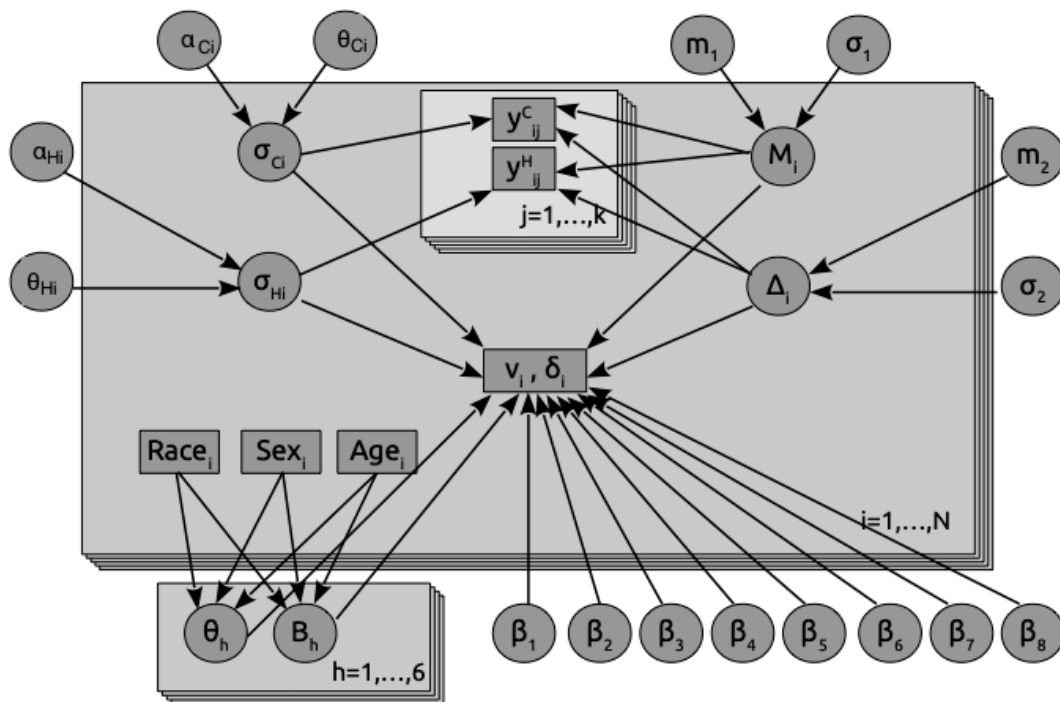 α_Ci θ_Ci m_1 σ_1
α_Hi σ_Ci y^C_ij M_i m_2
y^H_ij
j=1,...,k
θ_Hi σ_Hi Δ_i σ_2
v_i , δ_i
Race_i Sex_i Age_i
i=1,...,N
θ_h B_h β_1 β_2 β_3 β_4 β_5 β_6 β_7 β_8
h=1,...,6